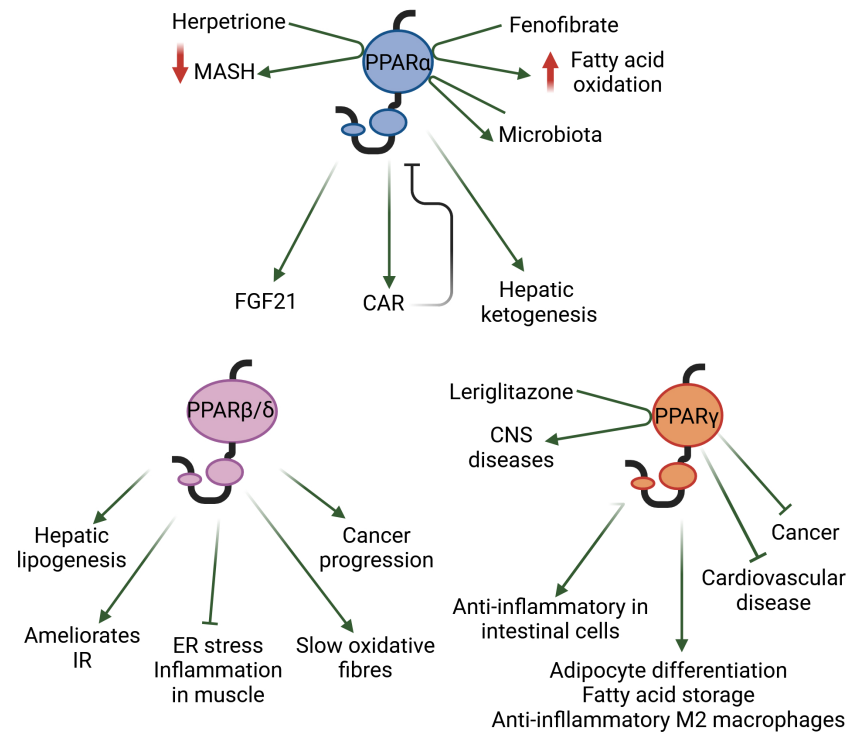 Herpetrione
Fenofibrate
PPARα
MASH
Fatty acid
oxidation
Microbiota
FGF21
CAR
Hepatic
ketogenesis
PPARβ/δ
Hepatic
lipogenesis
Cancer
progression
Ameliorates
IR
ER stress
Inflammation
in muscle
Slow oxidative
fibres
Leriglitazone
PPARγ
CNS
diseases
Cancer
Cardiovascular
disease
Anti-inflammatory in
intestinal cells
Adipocyte differentiation
Fatty acid storage
Anti-infllammatory M2 macrophages